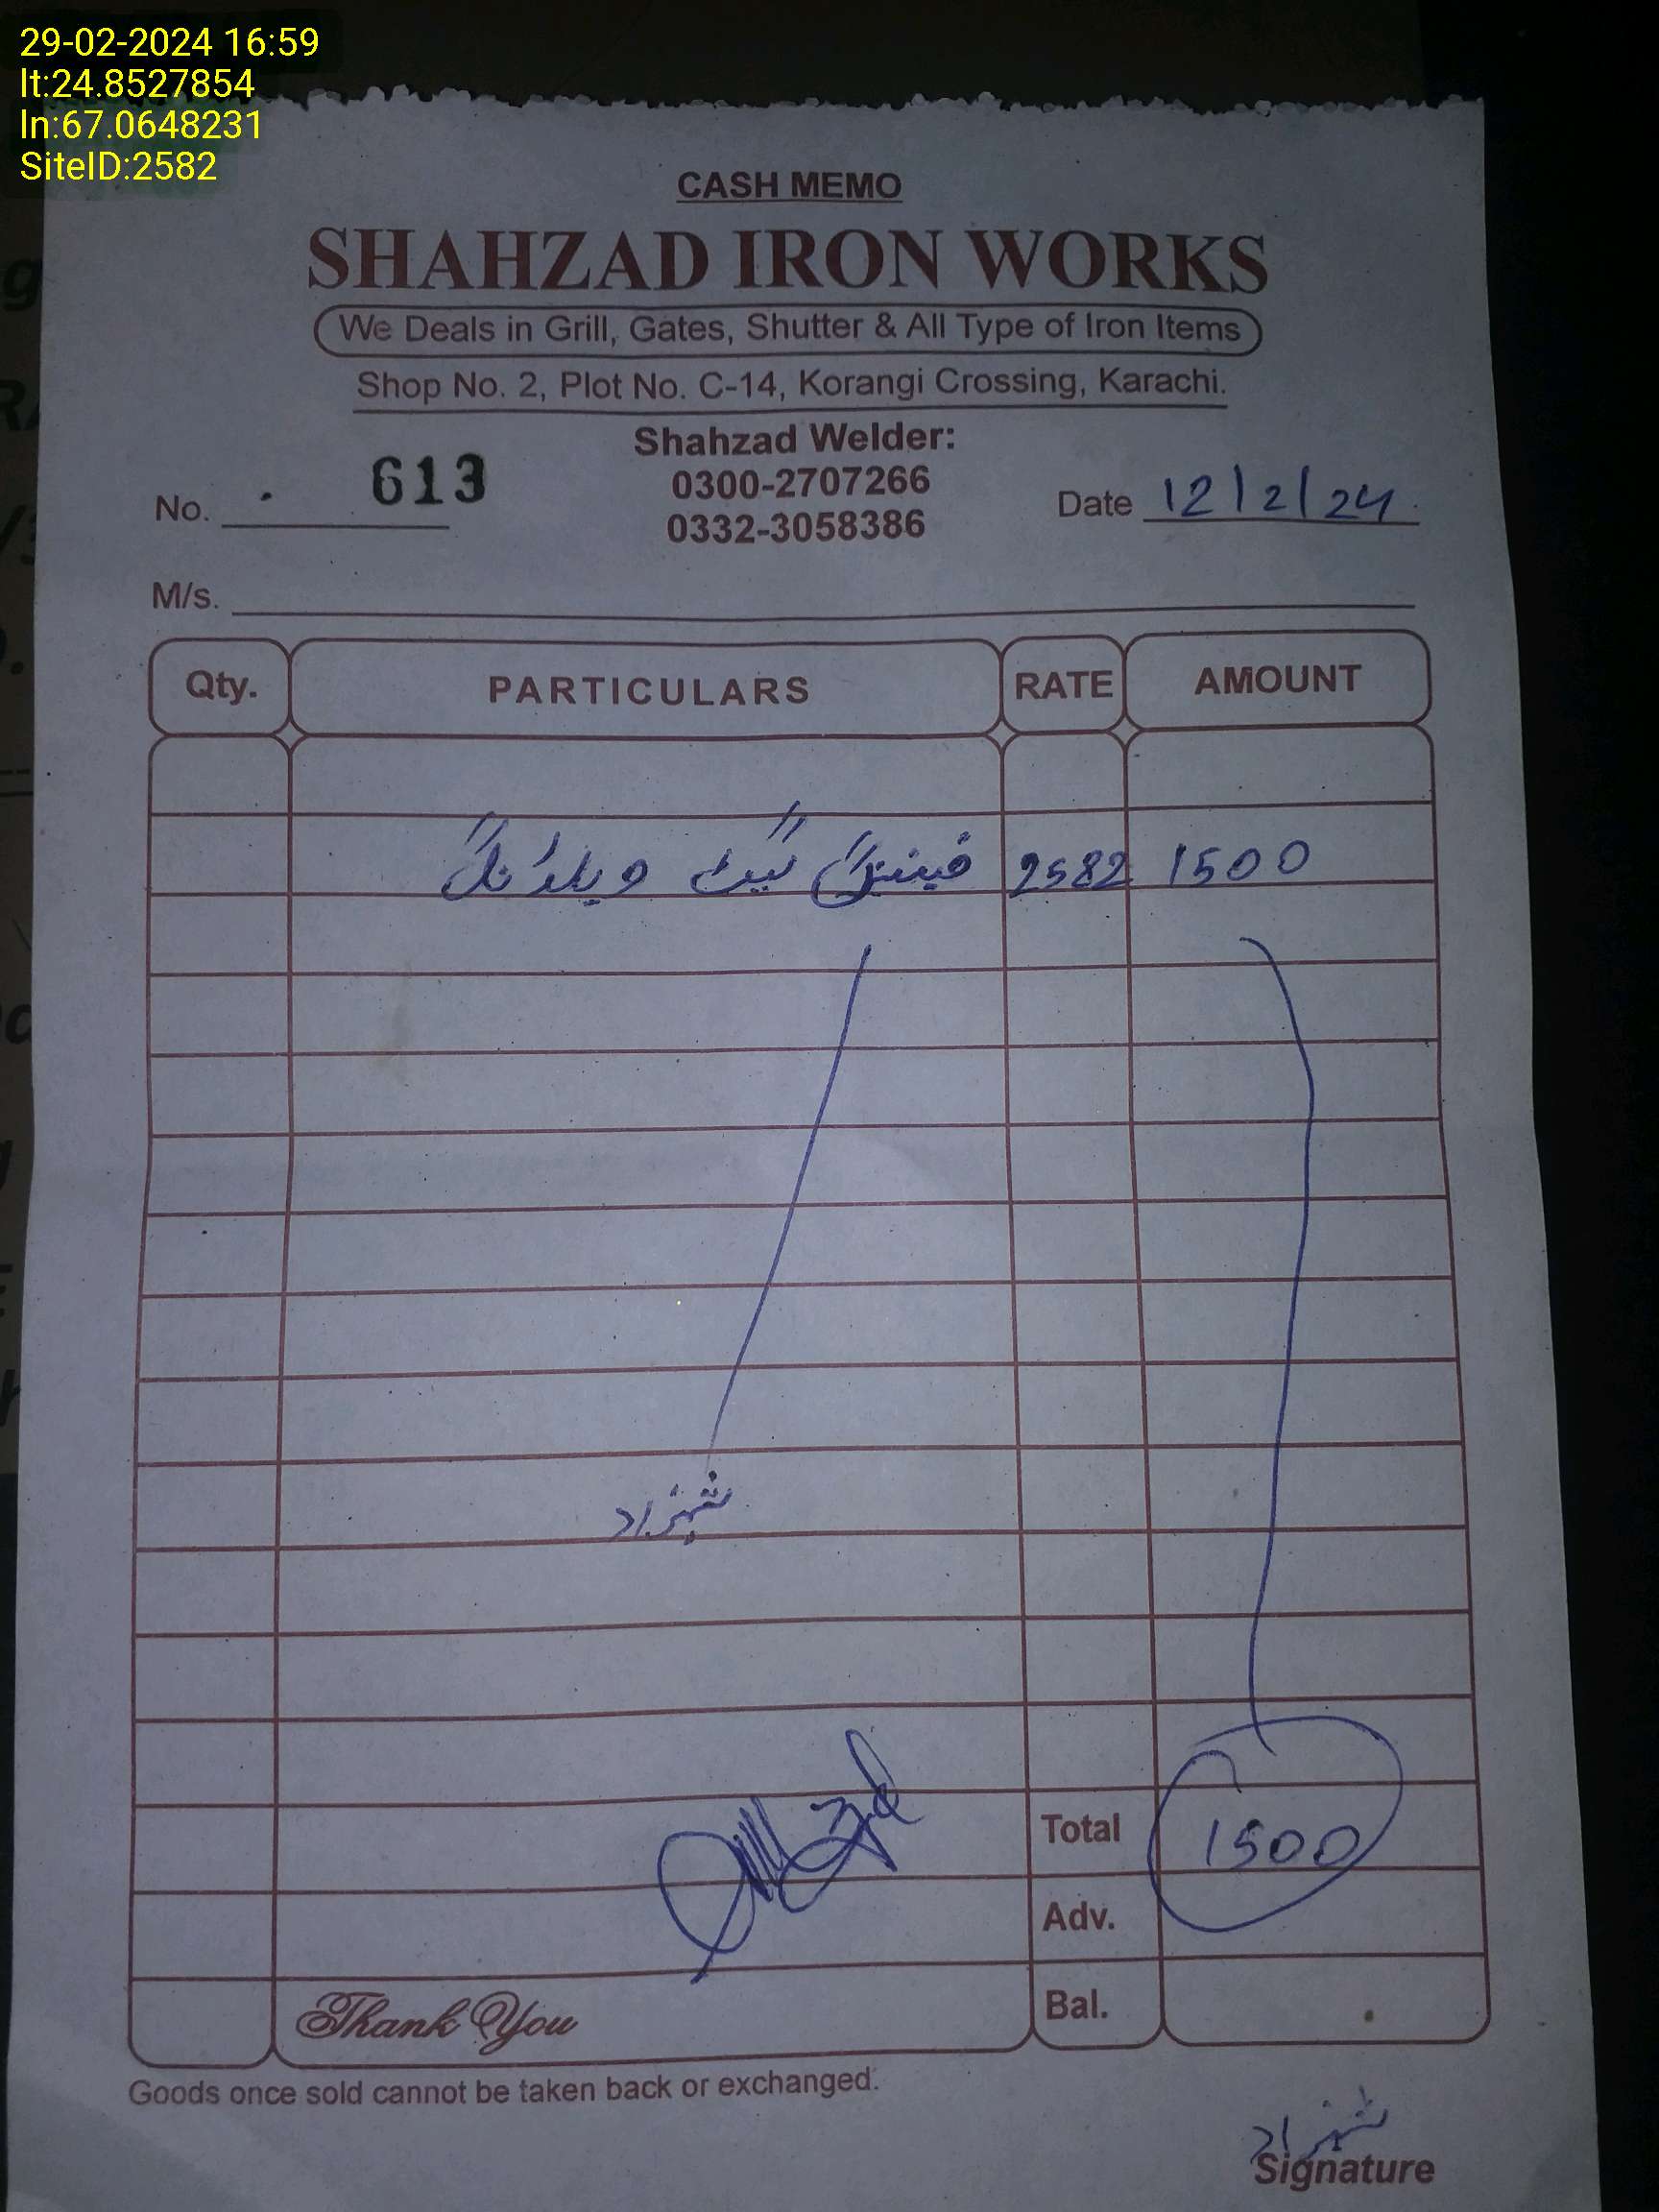 29-02-2024 16:59
lt:24.8527854
ln:67.0648231
SiteID:2582
CASH MEMO
SHAHZAD IRON WORKS
We Deals in Grill, Gates, Shutter & All Type of Iron Items
Shop No. 2, Plot No. C-14, Korangi Crossing, Karachi.
Shahzad Welder:
0300-2707266
0332-3058386
No. 613
Date 12/2/24
M/s.
Qty. PARTICULARS RATE AMOUNT
فینسنگ گیٹ ویلڈنگ 2582 1500
شہزاد
Total 1500
Adv.
Bal.
Thank You
Goods once sold cannot be taken back or exchanged.
شہزاد
Signature